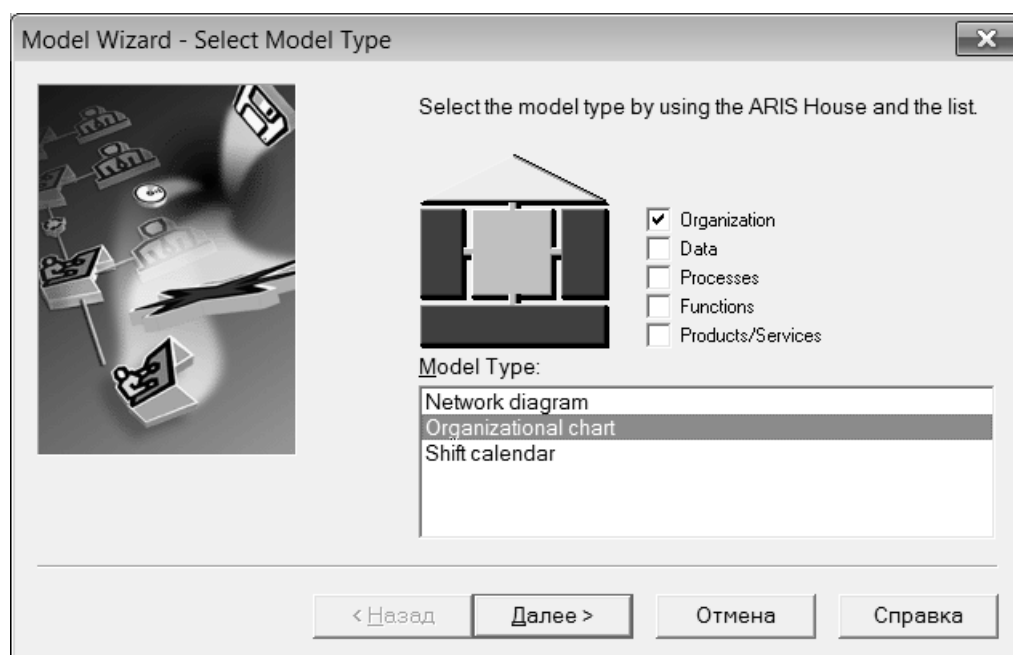 Model Wizard - Select Model Type
Select the model type by using the ARIS House and the list.
Organization
Data
Processes
Functions
Products/Services
Model Type:
Network diagram
Organizational chart
Shift calendar
< Назад
Далее >
Отмена
Справка